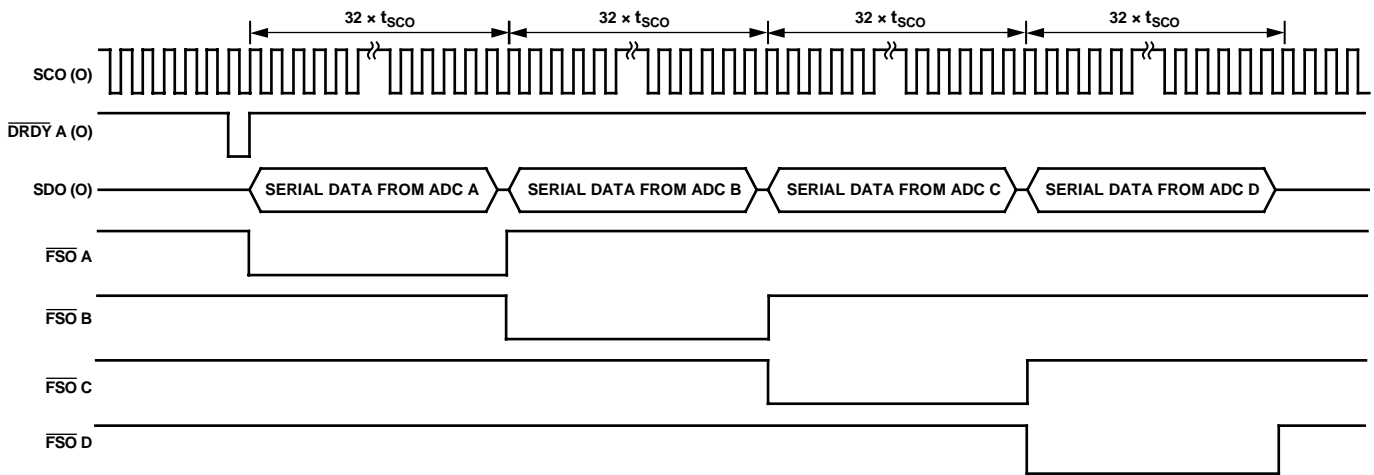 32 × tSCO 32 × tSCO 32 × tSCO 32 × tSCO
SCO (O)
DRDY A (O)
SDO (O) SERIAL DATA FROM ADC A SERIAL DATA FROM ADC B SERIAL DATA FROM ADC C SERIAL DATA FROM ADC D
FSO A
FSO B
FSO C
FSO D